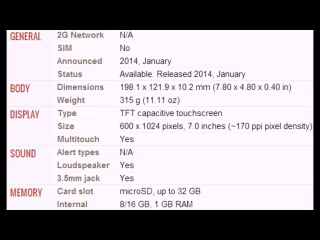 GENERAL 2G Network N/A
SIM No
Announced 2014, January
Status Available. Released 2014, January
BODY Dimensions 198.1 x 121.9 x 10.2 mm (7.80 x 4.80 x 0.40 in)
Weight 315 g (11.11 oz)
DISPLAY Type TFT capacitive touchscreen
Size 600 x 1024 pixels, 7.0 inches (~170 ppi pixel density)
Multitouch Yes
SOUND Alert types N/A
Loudspeaker Yes
3.5mm jack Yes
MEMORY Card slot microSD, up to 32 GB
Internal 8/16 GB, 1 GB RAM